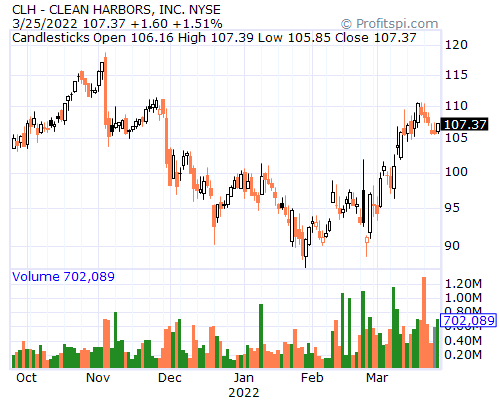 CLH - CLEAN HARBORS, INC. NYSE
3/25/2022 107.37 +1.60 +1.51%
© Profitspi.com
Candlesticks Open 106.16 High 107.39 Low 105.85 Close 107.37
120
115
110
107.37
105
100
95
90
Volume 702,089
1.20M
1.00M
0.80M
702,089
0.40M
0.20M
Oct Nov Dec Jan Feb Mar
2022